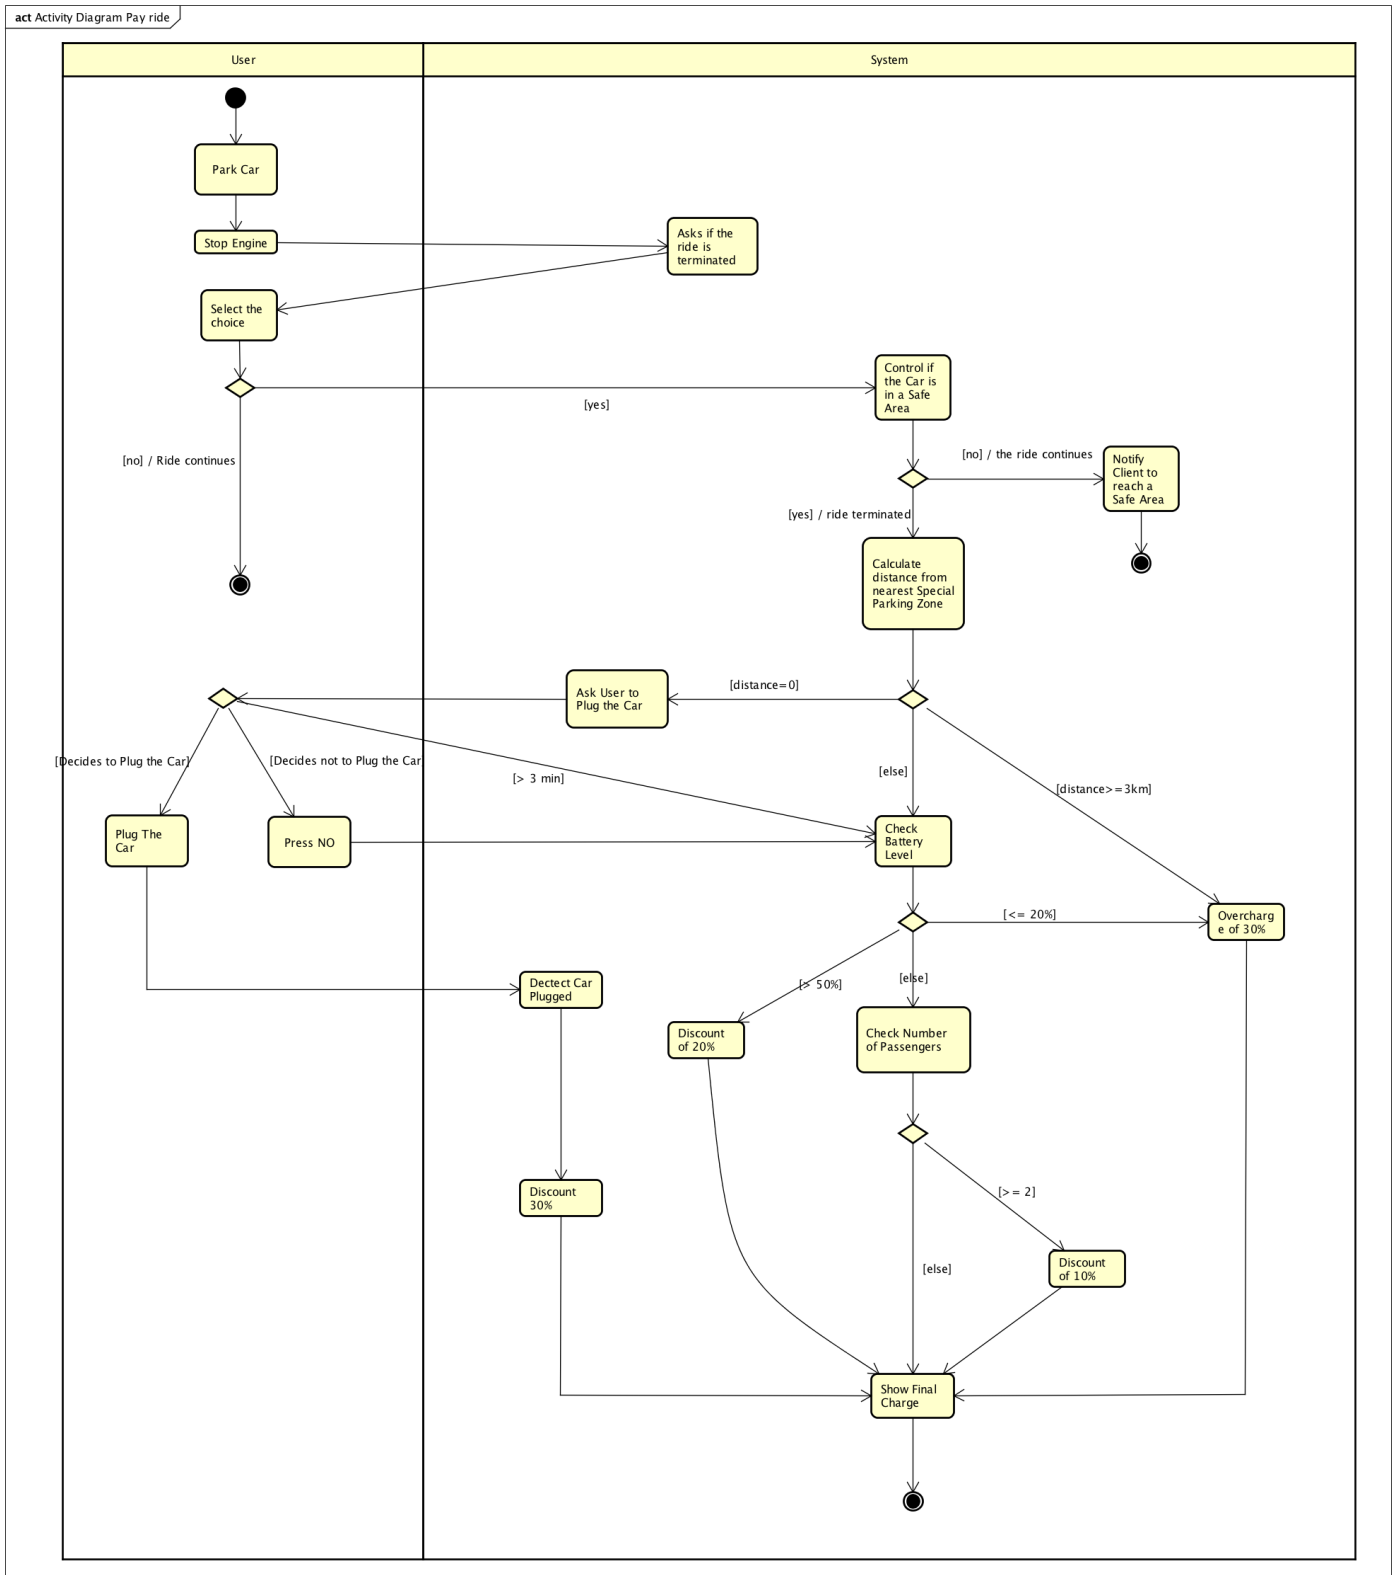 act Activity Diagram Pay ride
User
System
Park Car
Stop Engine
Asks if the
ride is
terminated
Select the
choice
[yes]
Control if
the Car is
in a Safe
Area
[no] / Ride continues
[no] / the ride continues
Notify
Client to
reach a
Safe Area
[yes] / ride terminated
Calculate
distance from
nearest Special
Parking Zone
[distance=0]
Ask User to
Plug the Car
[Decides to Plug the Car]
[Decides not to Plug the Car
[> 3 min]
[else]
[distance>=3km]
Plug The
Car
Press NO
Check
Battery
Level
[<= 20%]
Overcharg
e of 30%
Dectect Car
Plugged
[> 50%]
[else]
Discount
of 20%
Check Number
of Passengers
Discount
30%
[>= 2]
[else]
Discount
of 10%
Show Final
Charge